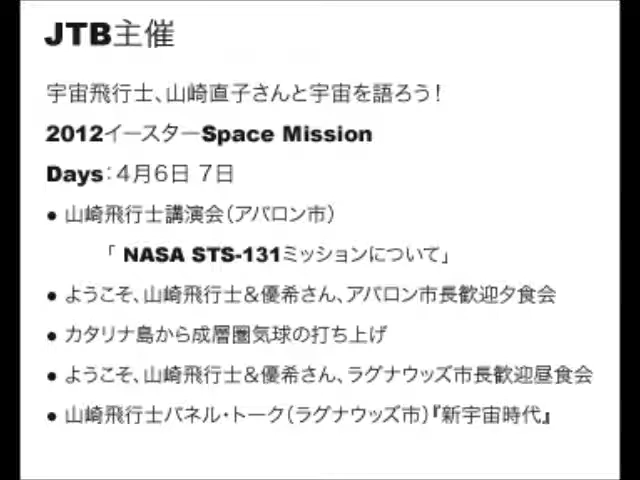 JTB主催
宇宙飛行士、山崎直子さんと宇宙を語ろう！
2012イースターSpace Mission
Days：４月６日 ７日
● 山崎飛行士講演会（アバロン市）
「 NASA STS-131ミッションについて」
● ようこそ、山崎飛行士＆優希さん、アバロン市長歓迎夕食会
● カタリナ島から成層圏気球の打ち上げ
● ようこそ、山崎飛行士＆優希さん、ラグナウッズ市長歓迎昼食会
● 山崎飛行士パネル・トーク（ラグナウッズ市）『新宇宙時代』